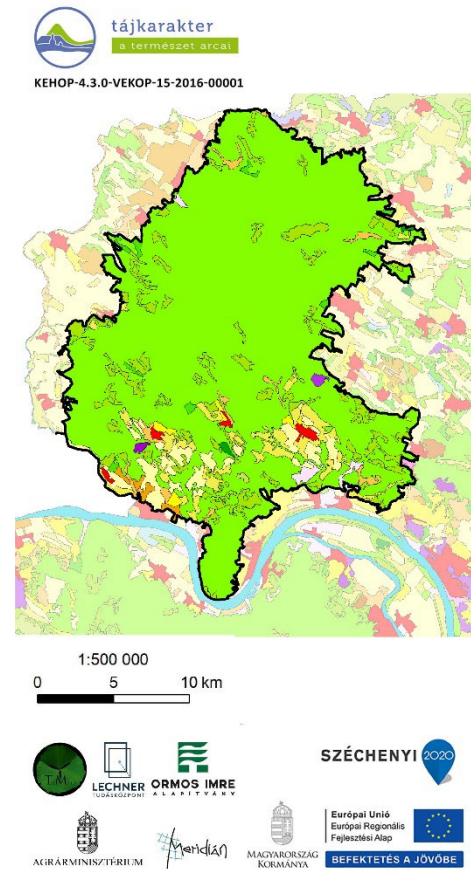 tájkarakter
a természet arcai
KEHOP-4.3.0-VEKOP-15-2016-00001
1:500 000
0 5 10 km
LECHNER
TUDÁSKÖZPONT
ORMOS IMRE
ALAPÍTVÁNY
SZÉCHENYI 2020
AGRÁRMINISZTÉRIUM
Meridián
MAGYARORSZÁG
KORMÁNYA
Európai Unió
Európai Regionális
Fejlesztési Alap
BEFEKTETÉS A JÖVŐBE